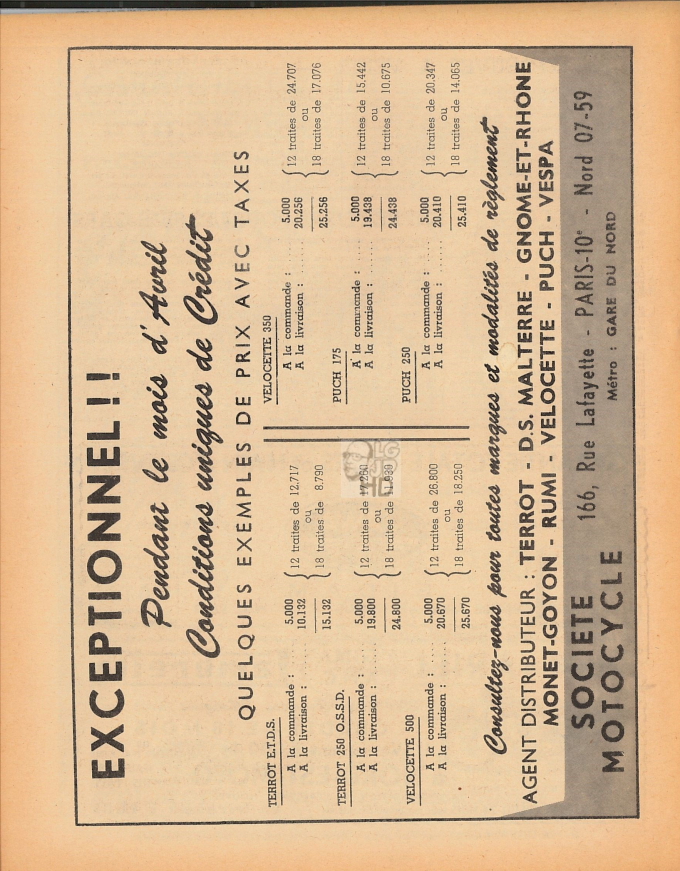 EXCEPTIONNEL!!
Pendant le mois d'Avril
Conditions uniques de Crédit
QUELQUES EXEMPLES DE PRIX AVEC TAXES
TERROT E.T.D.S.
A la commande : ..... 5.000
A la livraison : ...... 10.132
15.132
12 traites de 12.717
ou
18 traites de 8.790
TERROT 250 O.S.S.D.
A la commande : ..... 5.000
A la livraison : ...... 19.800
24.800
12 traites de
ou
18 traites de
VELOCETTE 500
A la commande : ..... 5.000
A la livraison : ...... 20.670
25.670
12 traites de 26.800
ou
18 traites de 18.250
VELOCETTE 350
A la commande : ..... 5.000
A la livraison : ...... 20.256
25.256
12 traites de 24.707
ou
18 traites de 17.076
PUCH 175
A la commande : ..... 5.000
A la livraison : ...... 19.438
24.438
12 traites de 15.442
ou
18 traites de 10.675
PUCH 250
A la commande : ..... 5.000
A la livraison : ...... 20.410
25.410
12 traites de 20.347
ou
18 traites de 14.065
Consultez-nous pour toutes marques et modalités de règlement
AGENT DISTRIBUTEUR : TERROT - D.S. MALTERRE - GNOME-ET-RHONE
MONET-GOYON - RUMI - VELOCETTE - PUCH - VESPA
SOCIETE
MOTOCYCLE
166, Rue Lafayette - PARIS-10e - Nord 07-59
Métro : GARE DU NORD